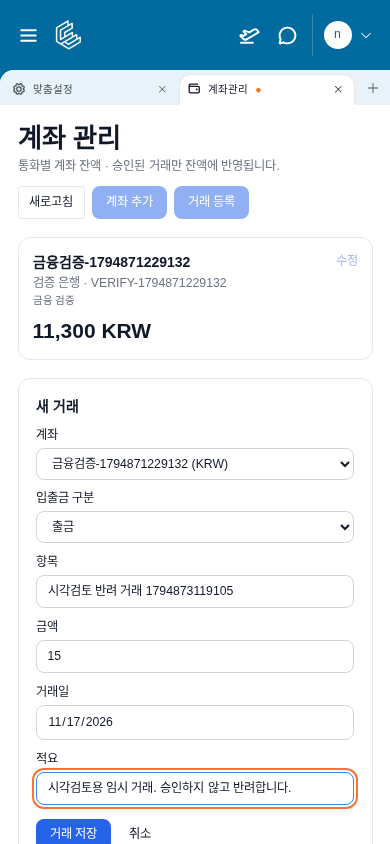 n
맞춤설정
계좌관리
계좌 관리
통화별 계좌 잔액 · 승인된 거래만 잔액에 반영됩니다.
새로고침 계좌 추가 거래 등록
금융검증-1794871229132 수정
검증 은행 · VERIFY-1794871229132
금융 검증
11,300 KRW
새 거래
계좌
금융검증-1794871229132 (KRW)
입출금 구분
출금
항목
시각검토 반려 거래 1794873119105
금액
15
거래일
11/17/2026
적요
시각검토용 임시 거래. 승인하지 않고 반려합니다.
거래 저장 취소